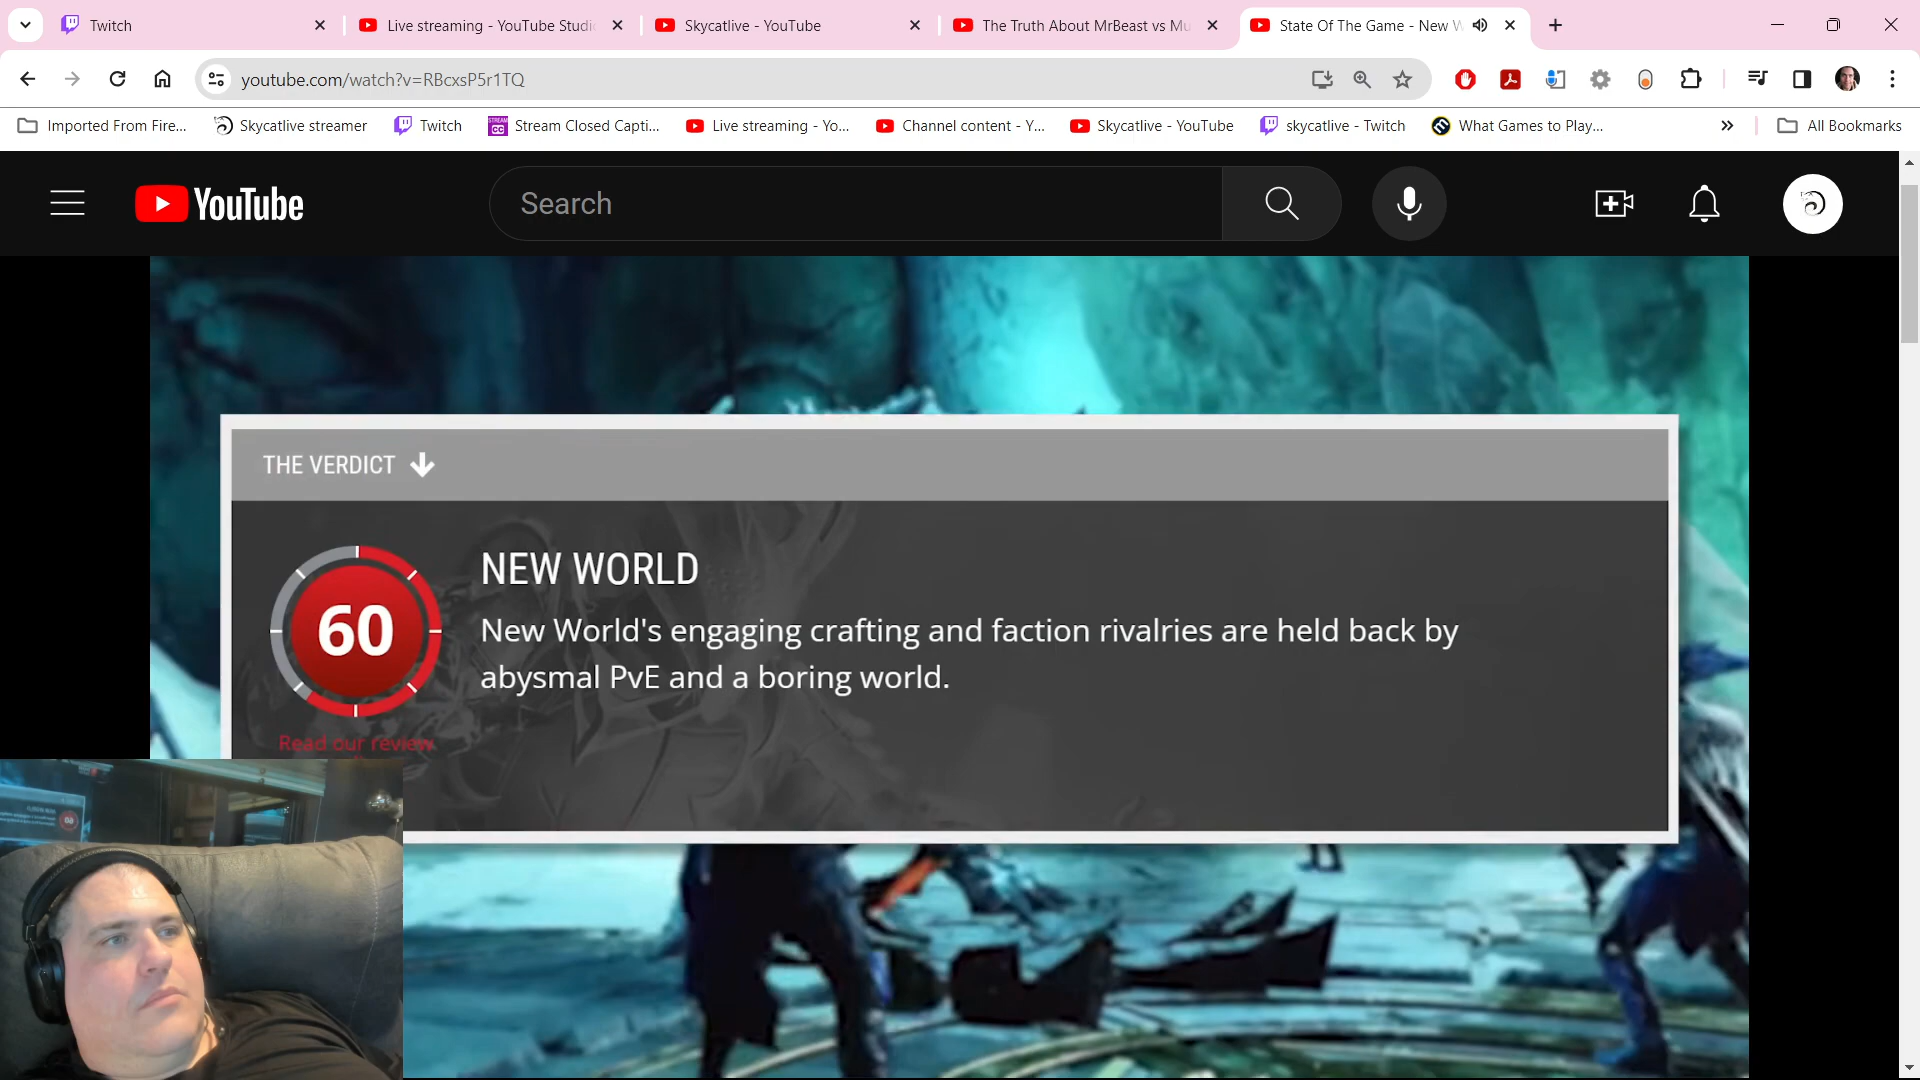 Twitch
Live streaming - YouTube Studi
Skycatlive - YouTube
The Truth About MrBeast vs Mu
State Of The Game - New W
youtube.com/watch?v=RBcxsP5r1TQ
Imported From Fire...
Skycatlive streamer
Twitch
STREAM CC Stream Closed Capti...
Live streaming - Yo...
Channel content - Y...
Skycatlive - YouTube
skycatlive - Twitch
What Games to Play...
All Bookmarks
YouTube
Search
THE VERDICT
60
NEW WORLD
New World's engaging crafting and faction rivalries are held back by
abysmal PvE and a boring world.
Read our review